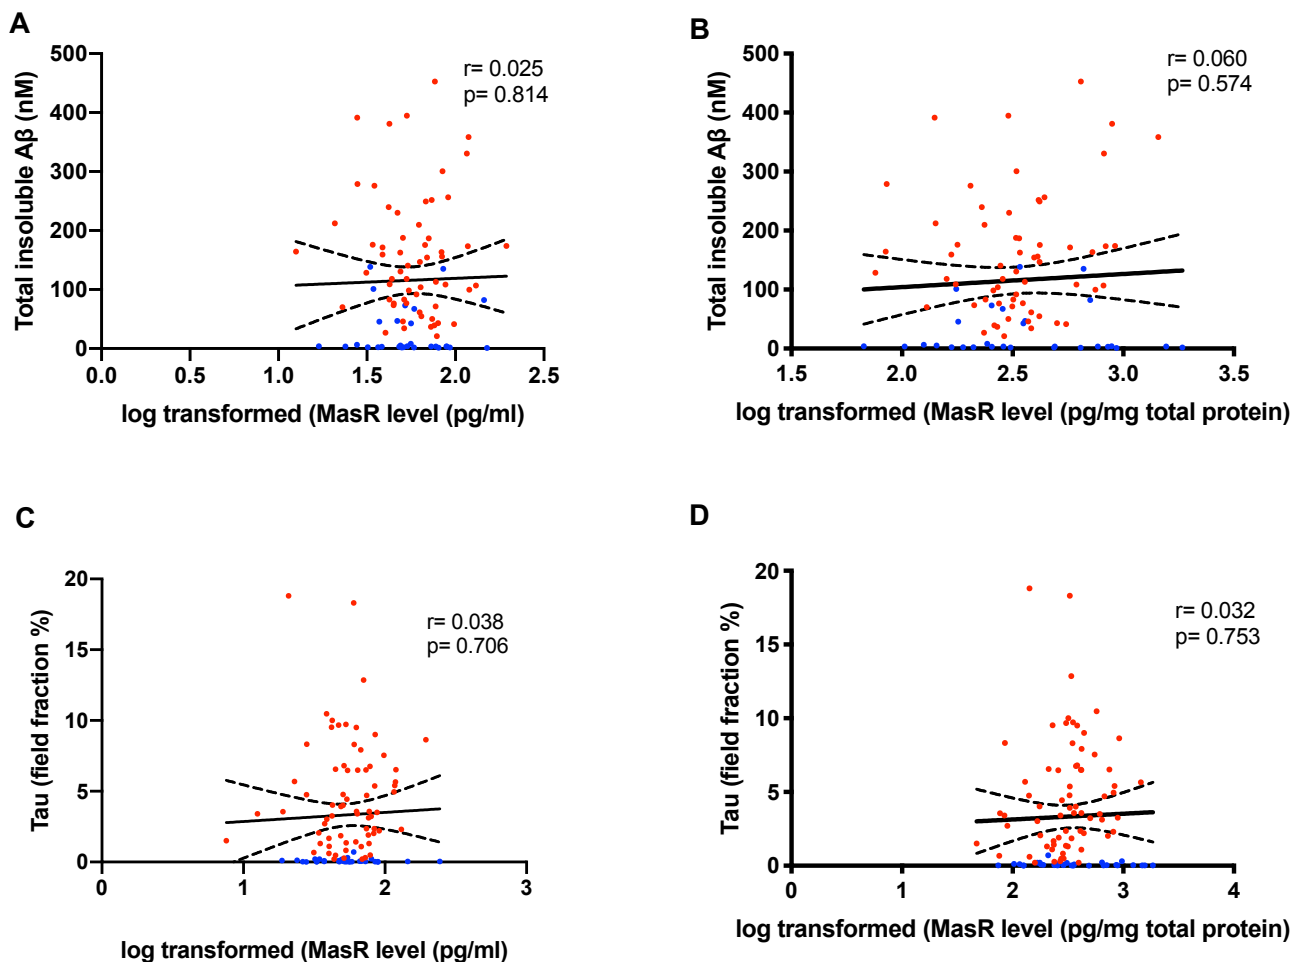 A
Total insoluble Aβ (nM)
500
400
300
200
100
0
r= 0.025
p= 0.814
0.0 0.5 1.0 1.5 2.0 2.5
log transformed (MasR level (pg/ml)
B
Total insoluble Aβ (nM)
500
400
300
200
100
0
r= 0.060
p= 0.574
1.5 2.0 2.5 3.0 3.5
log transformed (MasR level (pg/mg total protein)
C
Tau (field fraction %)
20
15
10
5
0
r= 0.038
p= 0.706
0 1 2 3
log transformed (MasR level (pg/ml)
D
Tau (field fraction %)
20
15
10
5
0
r= 0.032
p= 0.753
0 1 2 3 4
log transformed (MasR level (pg/mg total protein)